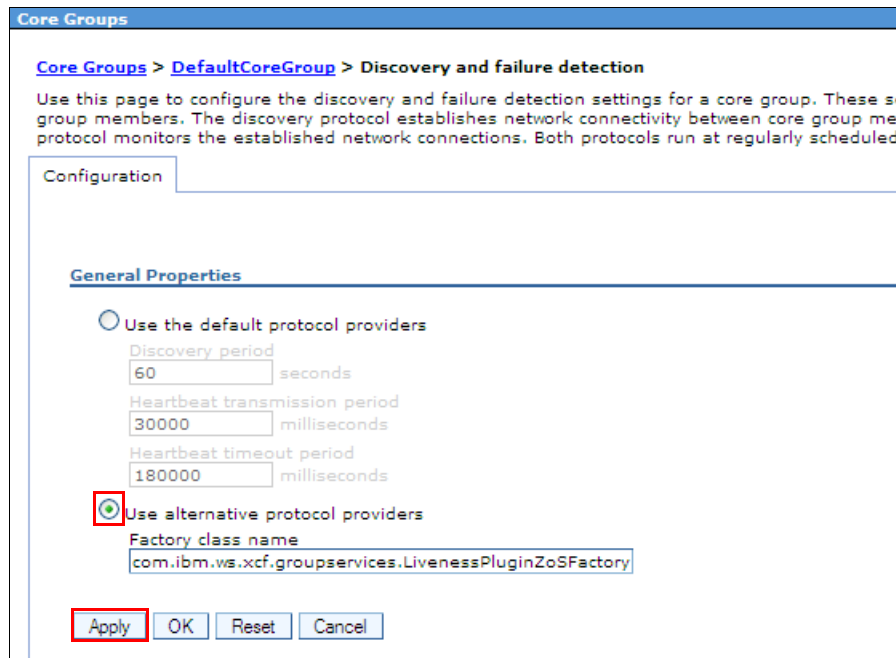 Core Groups
Core Groups > DefaultCoreGroup > Discovery and failure detection
Use this page to configure the discovery and failure detection settings for a core group. These
group members. The discovery protocol establishes network connectivity between core group
protocol monitors the established network connections. Both protocols run at regularly scheduled
Configuration
General Properties
Use the default protocol providers
Discovery period
60 seconds
Heartbeat transmission period
30000 milliseconds
Heartbeat timeout period
180000 milliseconds
Use alternative protocol providers
Factory class name
com.ibm.ws.xcf.groupservices.LivenessPluginZoSFactory
Apply OK Reset Cancel